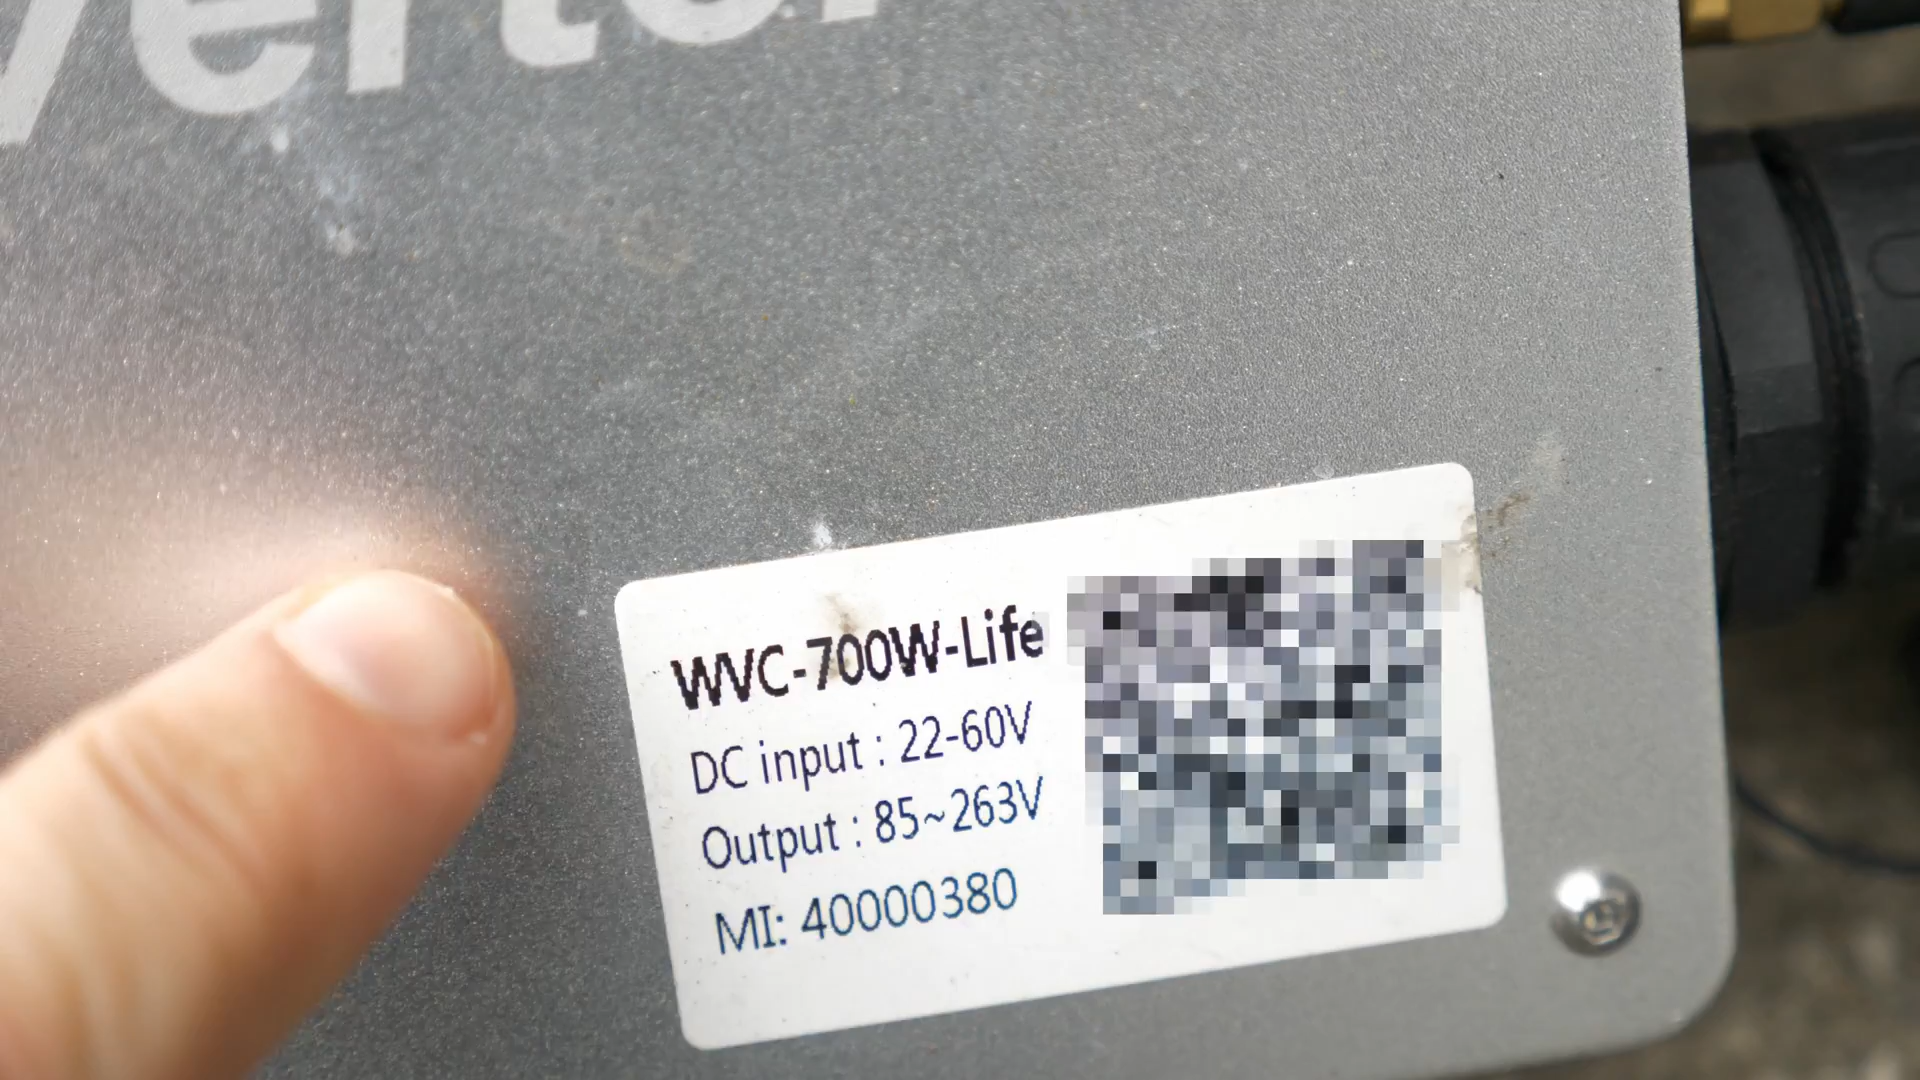 verter
WVC-700W-Life
DC input : 22-60V
Output : 85~263V
MI: 40000380